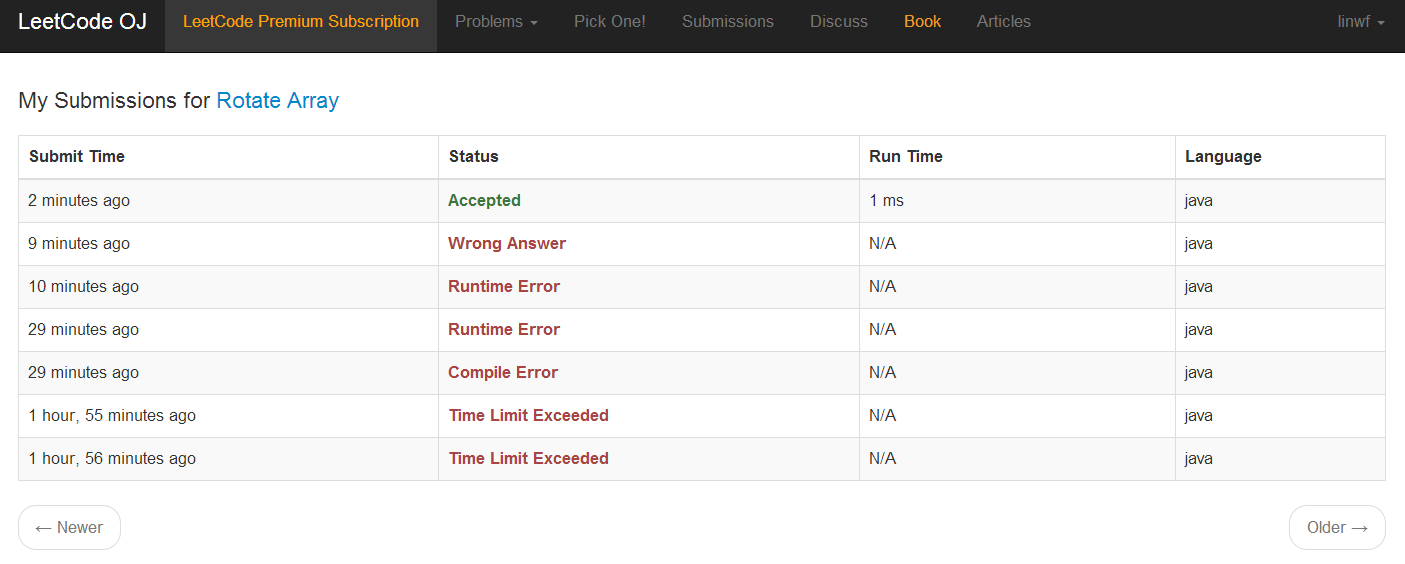 LeetCode OJ LeetCode Premium Subscription Problems Pick One! Submissions Discuss Book Articles linwf
My Submissions for Rotate Array
Submit Time Status Run Time Language
2 minutes ago Accepted 1 ms java
9 minutes ago Wrong Answer N/A java
10 minutes ago Runtime Error N/A java
29 minutes ago Runtime Error N/A java
29 minutes ago Compile Error N/A java
1 hour, 55 minutes ago Time Limit Exceeded N/A java
1 hour, 56 minutes ago Time Limit Exceeded N/A java
← Newer Older →